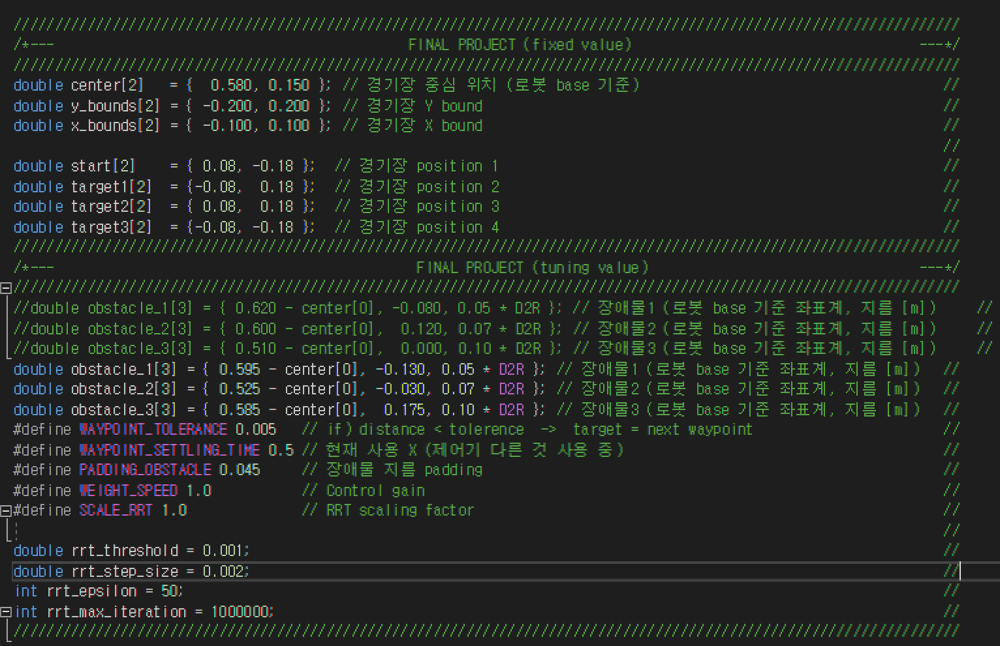 ////////////////////////////////////////////////////////////////////////////////////////////////////////////////////
/*---                                           FINAL PROJECT (fixed value)                                   ---*/
////////////////////////////////////////////////////////////////////////////////////////////////////////////////////
double center[2]   = {  0.580, 0.150 }; // 경기장 중심 위치 (로봇 base 기준)                                     //
double y_bounds[2] = { -0.200, 0.200 }; // 경기장 Y bound                                                        //
double x_bounds[2] = { -0.100, 0.100 }; // 경기장 X bound                                                        //
//
double start[2]    = { 0.08, -0.18 };  // 경기장 position 1                                                      //
double target1[2]  = {-0.08,  0.18 };  // 경기장 position 2                                                      //
double target2[2]  = { 0.08,  0.18 };  // 경기장 position 3                                                      //
double target3[2]  = {-0.08, -0.18 };  // 경기장 position 4                                                      //
////////////////////////////////////////////////////////////////////////////////////////////////////////////////////
/*---                                            FINAL PROJECT (tuning value)                                 ---*/
////////////////////////////////////////////////////////////////////////////////////////////////////////////////////
//double obstacle_1[3] = { 0.620 - center[0], -0.080, 0.05 * D2R }; // 장애물1 (로봇 base 기준 좌표계, 지름 [m])     //
//double obstacle_2[3] = { 0.600 - center[0],  0.120, 0.07 * D2R }; // 장애물2 (로봇 base 기준 좌표계, 지름 [m])     //
//double obstacle_3[3] = { 0.510 - center[0],  0.000, 0.10 * D2R }; // 장애물3 (로봇 base 기준 좌표계, 지름 [m])     //
double obstacle_1[3] = { 0.595 - center[0], -0.130, 0.05 * D2R }; // 장애물1 (로봇 base 기준 좌표계, 지름 [m])   //
double obstacle_2[3] = { 0.525 - center[0], -0.030, 0.07 * D2R }; // 장애물2 (로봇 base 기준 좌표계, 지름 [m])   //
double obstacle_3[3] = { 0.585 - center[0],  0.175, 0.10 * D2R }; // 장애물3 (로봇 base 기준 좌표계, 지름 [m])   //
#define WAYPOINT_TOLERANCE 0.005   // if) distance < tolerence  ->  target = next waypoint                       //
#define WAYPOINT_SETTLING_TIME 0.5 // 현재 사용 X (제어기 다른 것 사용 중)                                       //
#define PADDING_OBSTACLE 0.045     // 장애물 지름 padding                                                        //
#define WEIGHT_SPEED 1.0           // Control gain                                                               //
#define SCALE_RRT 1.0              // RRT scaling factor                                                         //
//
double rrt_threshold = 0.001;                                                                                    //
double rrt_step_size = 0.002;                                                                                    //
int rrt_epsilon = 50;                                                                                            //
int rrt_max_iteration = 1000000;                                                                                 //
////////////////////////////////////////////////////////////////////////////////////////////////////////////////////